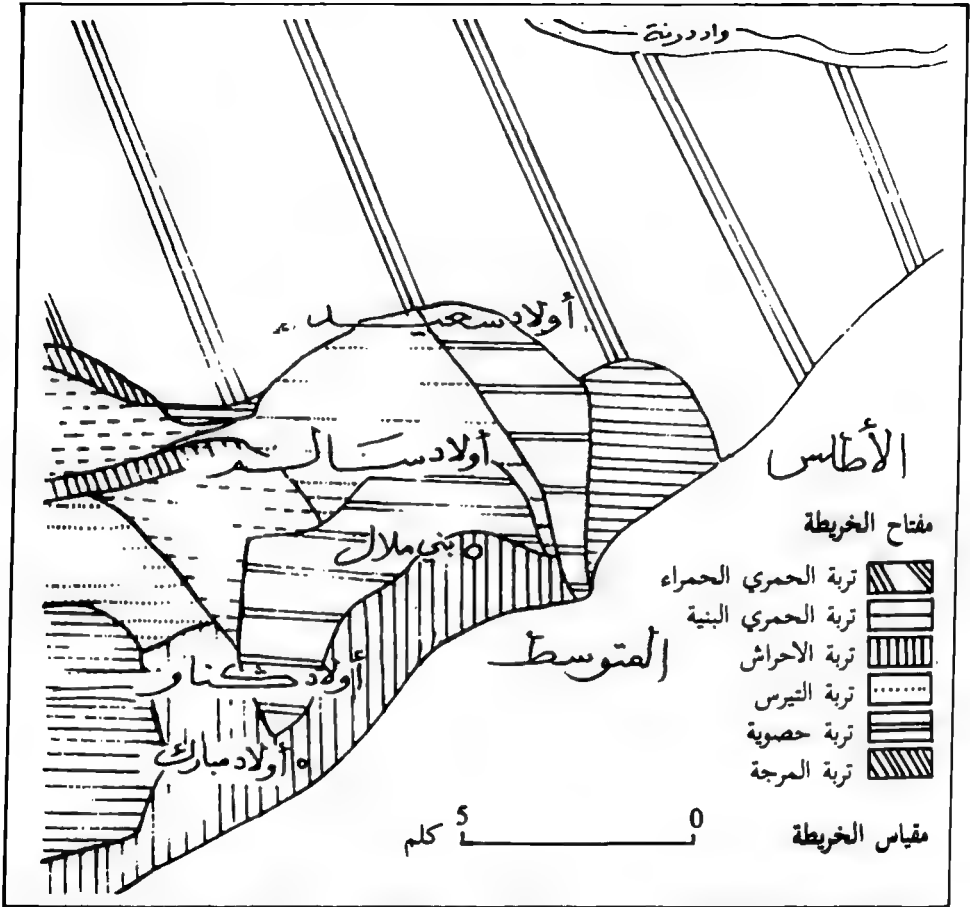 واد درنة
أولاد سعيد
أولاد سالم
الأطلس
مفتاح الخريطة
بني ملال
تربة الحمري الحمراء
تربة الحمري البنية
المتوسط
تربة الاحراش
أولاد كناو
تربة التيرس
تربة حصوية
أولاد مبارك
تربة المرجة
0 5 كلم
مقياس الخريطة